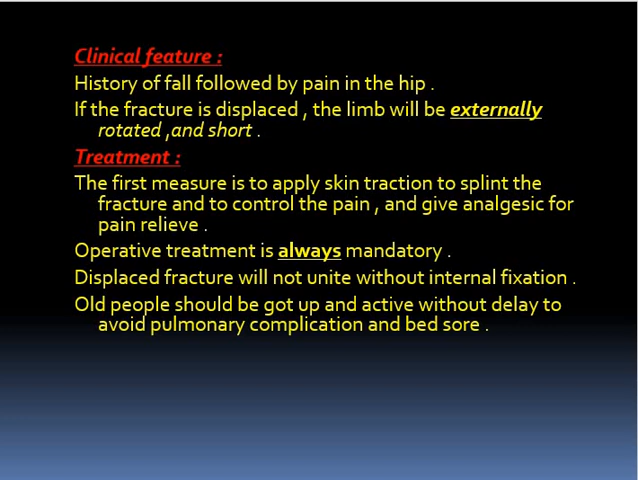 Clinical feature :
History of fall followed by pain in the hip .
If the fracture is displaced , the limb will be externally
rotated ,and short .
Treatment :
The first measure is to apply skin traction to splint the
fracture and to control the pain , and give analgesic for
pain relieve .
Operative treatment is always mandatory .
Displaced fracture will not unite without internal fixation .
Old people should be got up and active without delay to
avoid pulmonary complication and bed sore .